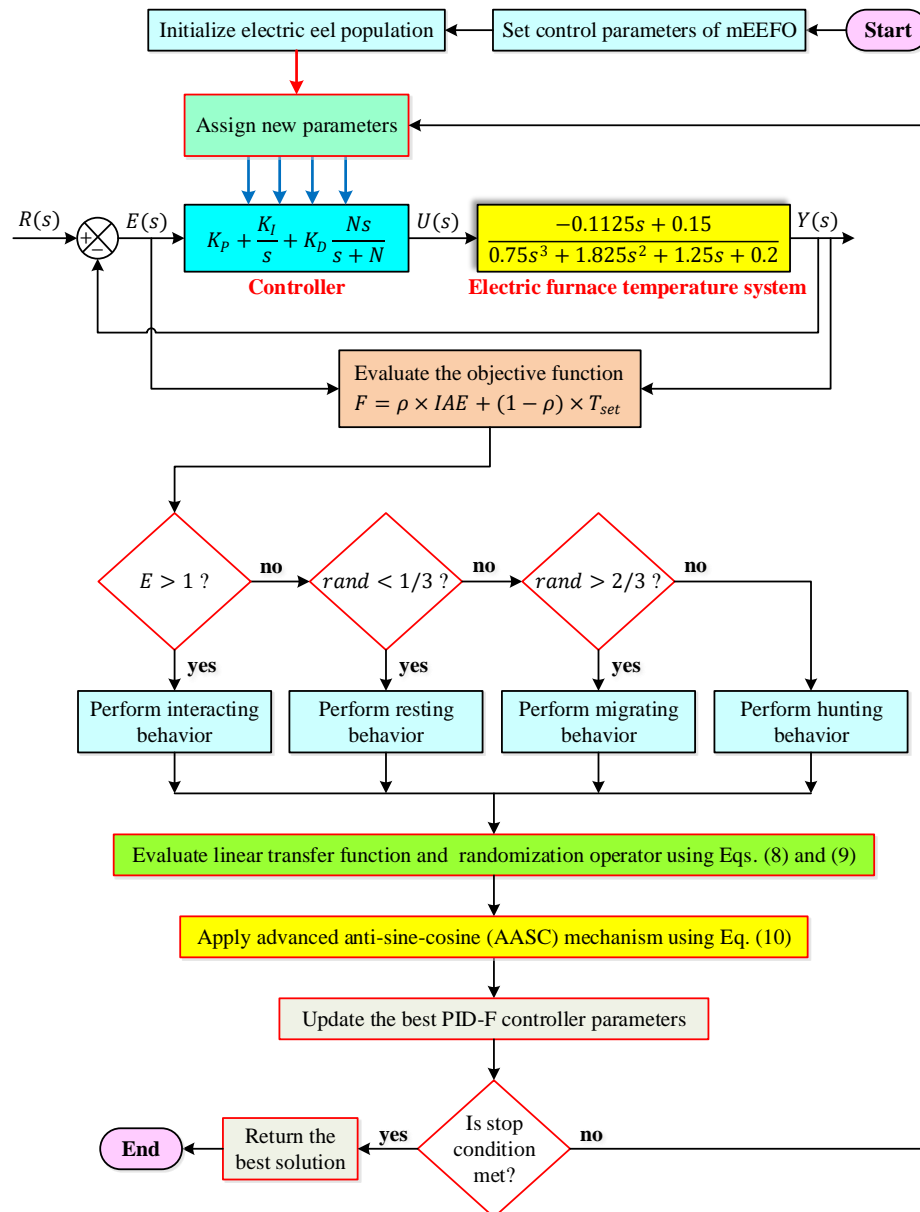 Initialize electric eel population
Set control parameters of mEEFO
Start
Assign new parameters
R(s)
+
−
E(s)
K_P + K_I/s + K_D Ns/(s + N)
Controller
U(s)
(−0.1125s + 0.15)/(0.75s³ + 1.825s² + 1.25s + 0.2)
Electric furnace temperature system
Y(s)
Evaluate the objective function
F = ρ × IAE + (1 − ρ) × T_set
E > 1 ?
no
rand < 1/3 ?
no
rand > 2/3 ?
no
yes
yes
yes
Perform interacting
behavior
Perform resting
behavior
Perform migrating
behavior
Perform hunting
behavior
Evaluate linear transfer function and randomization operator using Eqs. (8) and (9)
Apply advanced anti-sine-cosine (AASC) mechanism using Eq. (10)
Update the best PID-F controller parameters
Is stop
condition
met?
yes
no
Return the
best solution
End